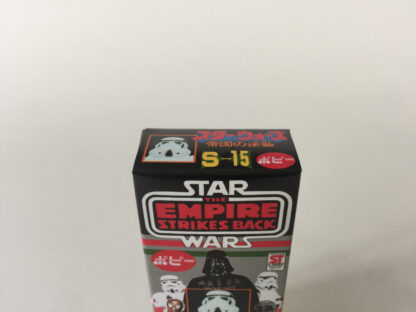 スターウォーズ
帝国の逆襲
S-15 ポピー
STAR
THE
EMPIRE
STRIKES BACK
WARS
ポピー
ST